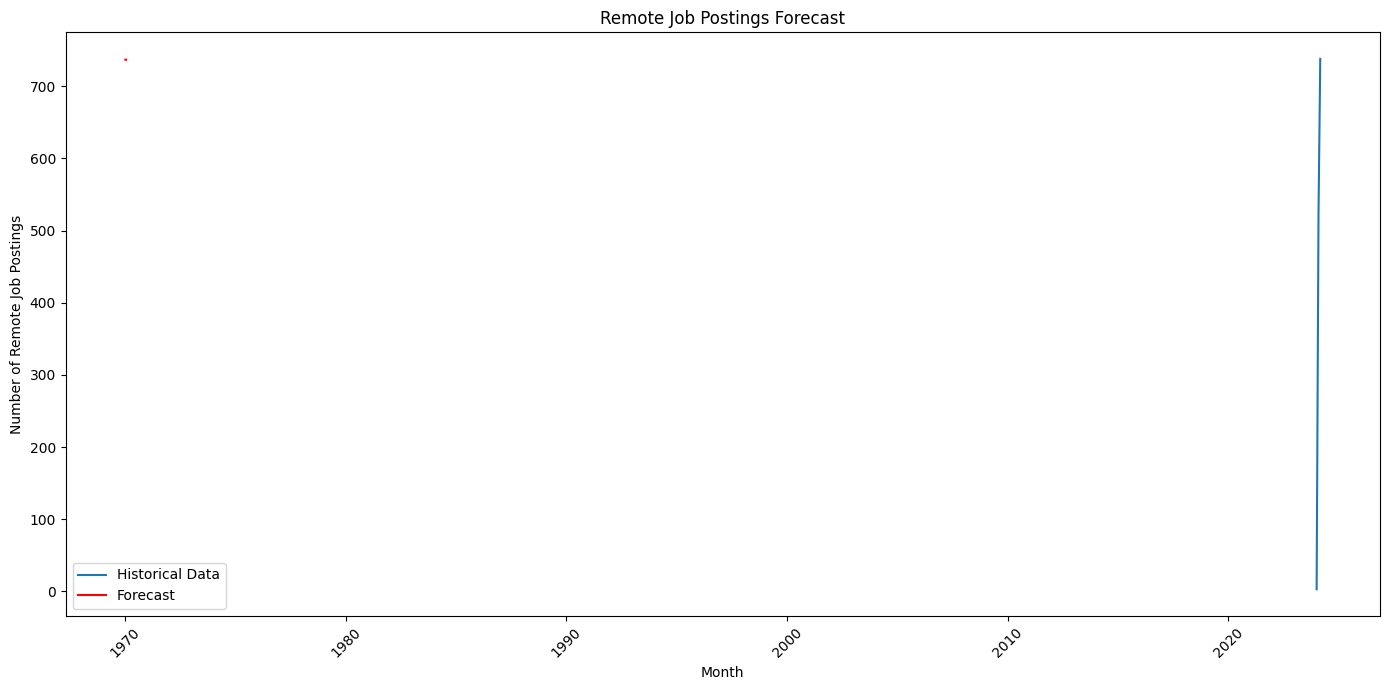 Remote Job Postings Forecast
Number of Remote Job Postings
700
600
500
400
300
200
100
0
Historical Data
Forecast
1970
1980
1990
2000
2010
2020
Month